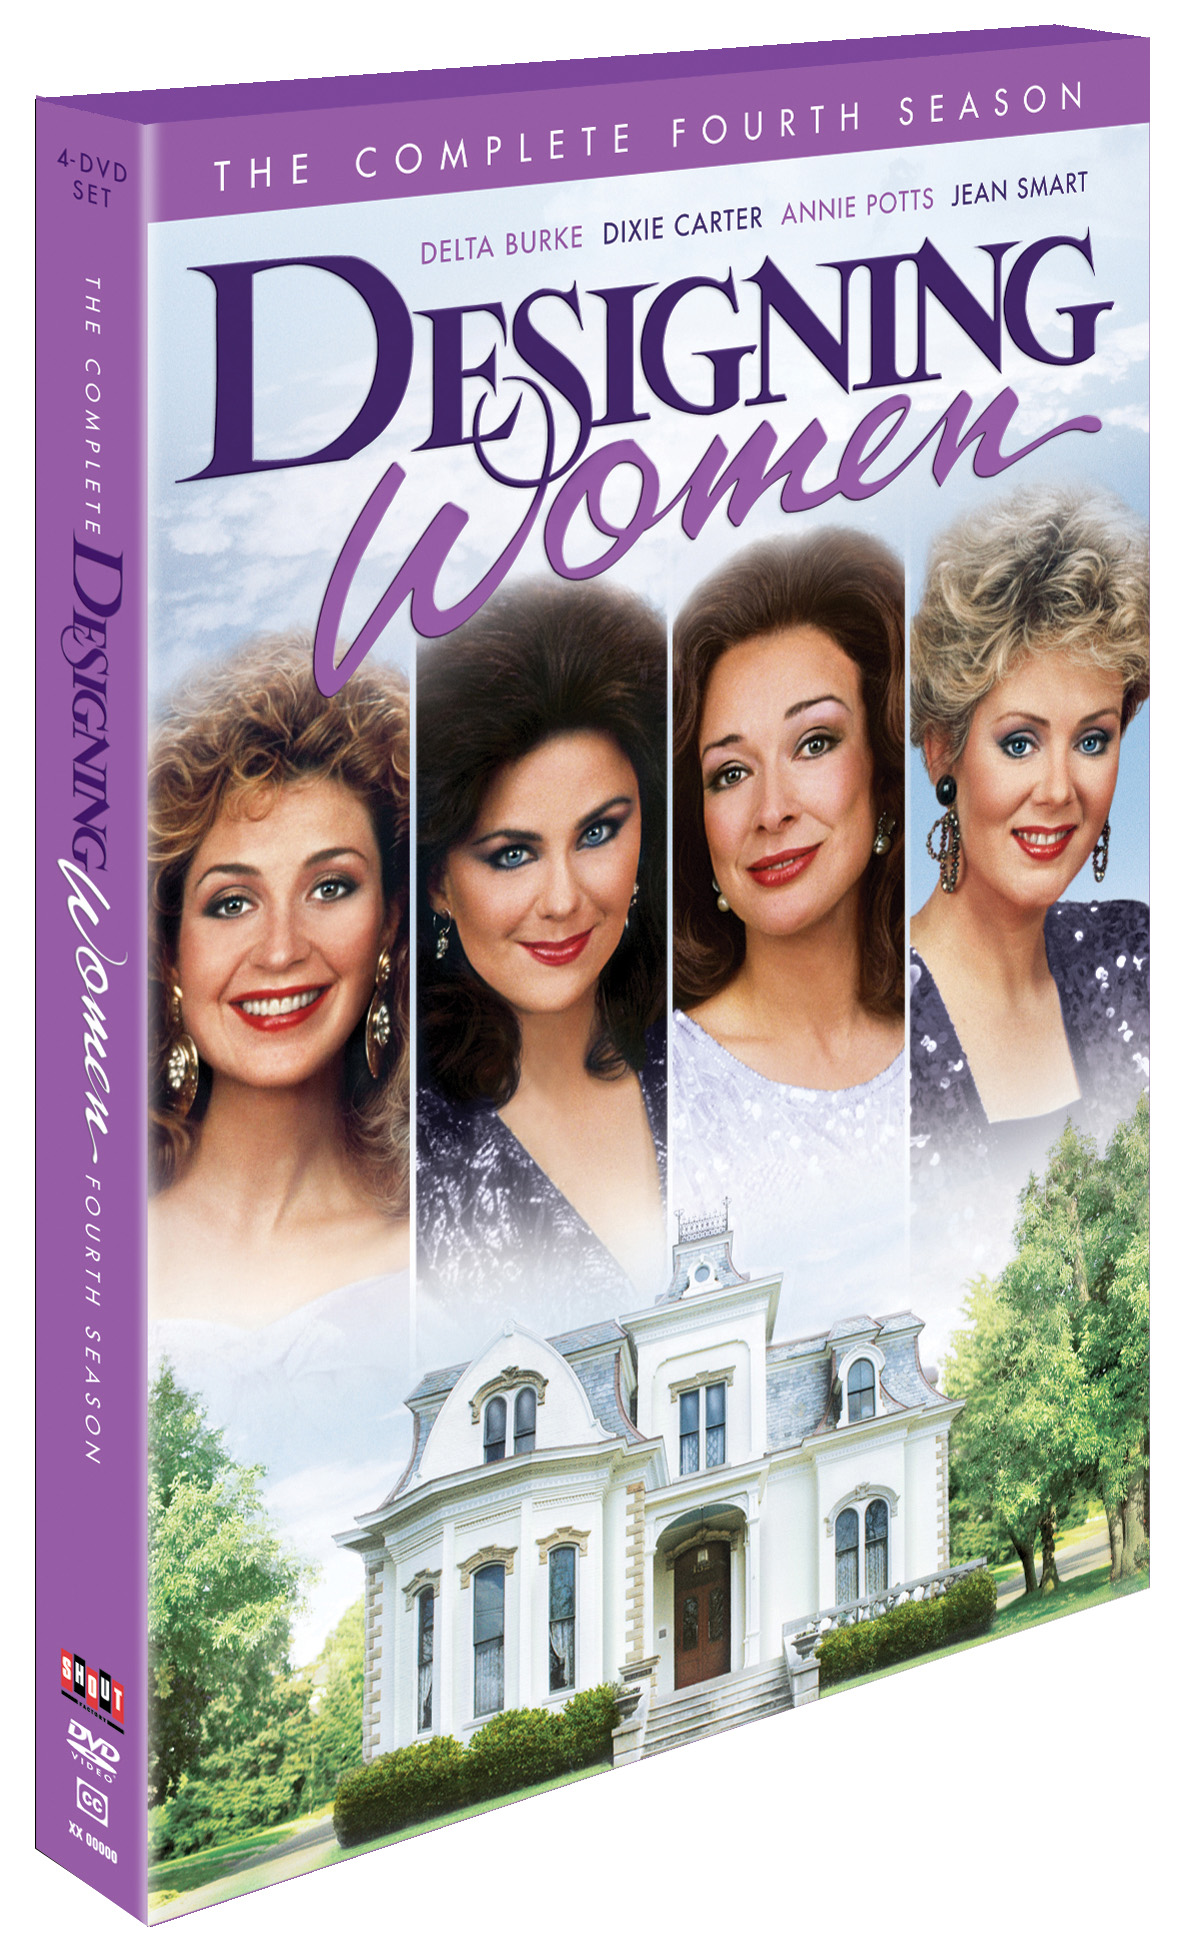 THE COMPLETE FOURTH SEASON
DELTA BURKE DIXIE CARTER ANNIE POTTS JEAN SMART
DESIGNING
Women
4-DVD
SET
THE COMPLETE DESIGNING Women FOURTH SEASON
SHOUT
FACTORY
DVD
VIDEO
CC
XX 00000